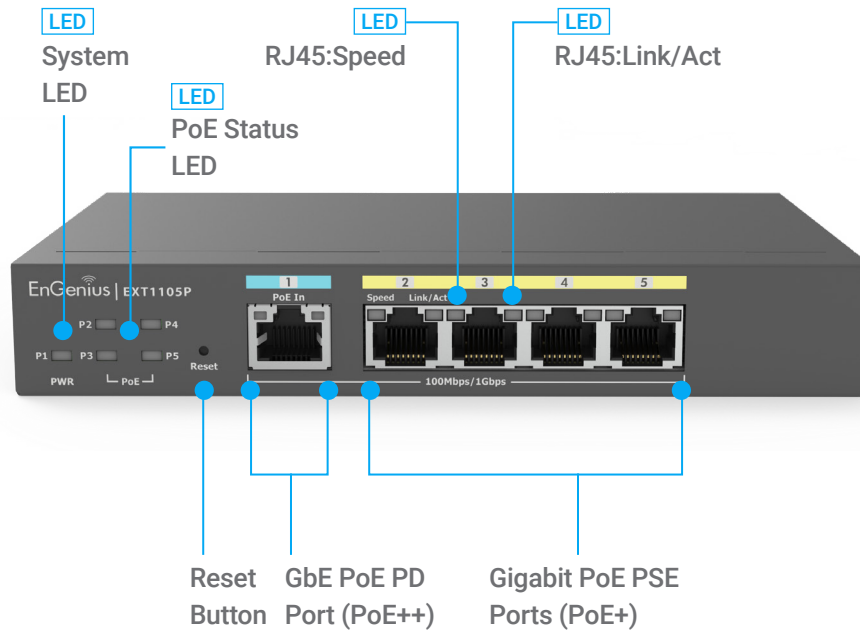 LED
System
LED
LED
PoE Status
LED
LED
RJ45:Speed
LED
RJ45:Link/Act
EnGenius | EXT1105P
P2 P4
P1 P3 P5
PWR PoE
Reset
1
PoE In
2 3 4 5
Speed Link/Act
100Mbps/1Gbps
Reset
Button
GbE PoE PD
Port (PoE++)
Gigabit PoE PSE
Ports (PoE+)